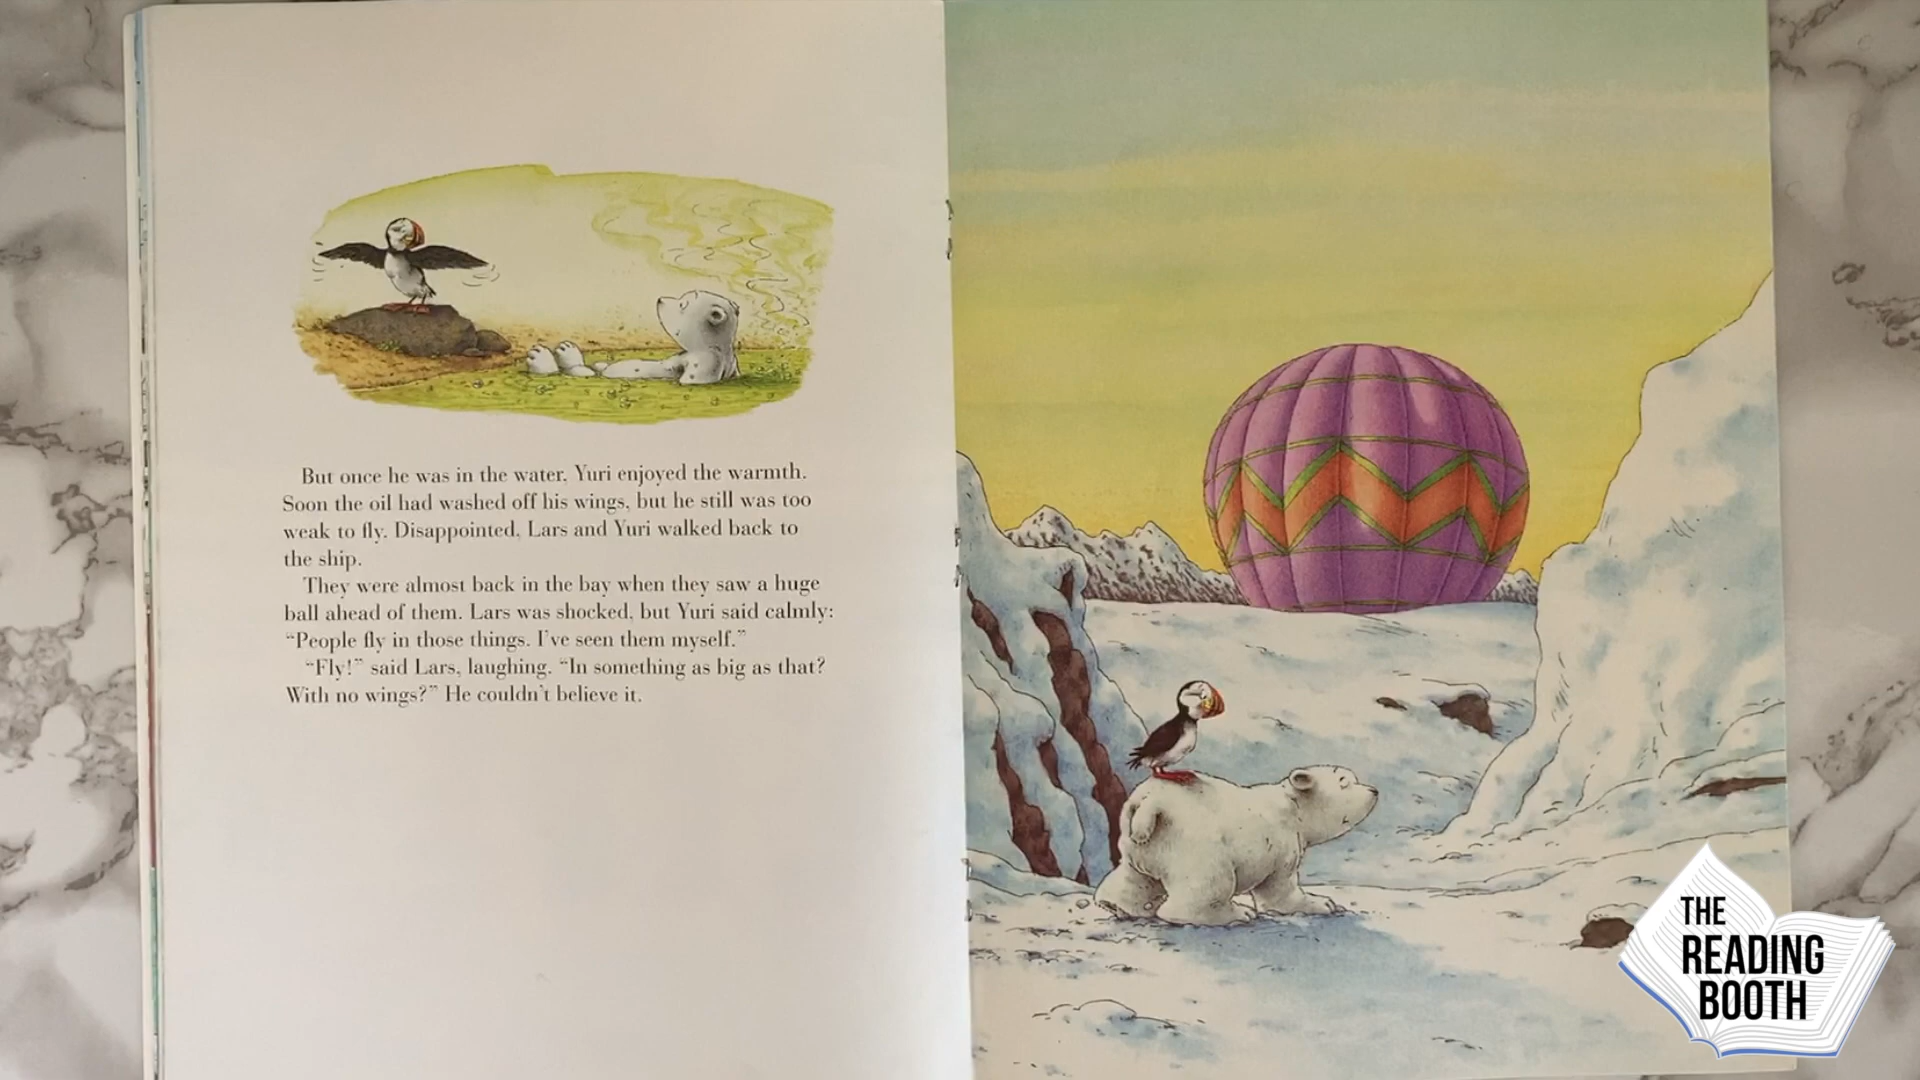 But once he was in the water, Yuri enjoyed the warmth.
Soon the oil had washed off his wings, but he still was too
weak to fly. Disappointed, Lars and Yuri walked back to
the ship.
They were almost back in the bay when they saw a huge
ball ahead of them. Lars was shocked, but Yuri said calmly:
“People fly in those things. I’ve seen them myself.”
“Fly!” said Lars, laughing. “In something as big as that?
With no wings?” He couldn’t believe it.
THE
READING
BOOTH